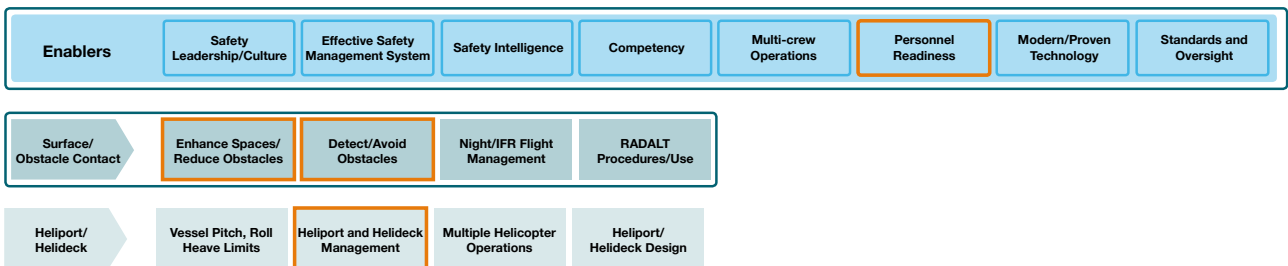 Enablers
Safety
Leadership/Culture
Effective Safety
Management System
Safety Intelligence
Competency
Multi-crew
Operations
Personnel
Readiness
Modern/Proven
Technology
Standards and
Oversight
Surface/
Obstacle Contact
Enhance Spaces/
Reduce Obstacles
Detect/Avoid
Obstacles
Night/IFR Flight
Management
RADALT
Procedures/Use
Heliport/
Helideck
Vessel Pitch, Roll
Heave Limits
Heliport and Helideck
Management
Multiple Helicopter
Operations
Heliport/
Helideck Design